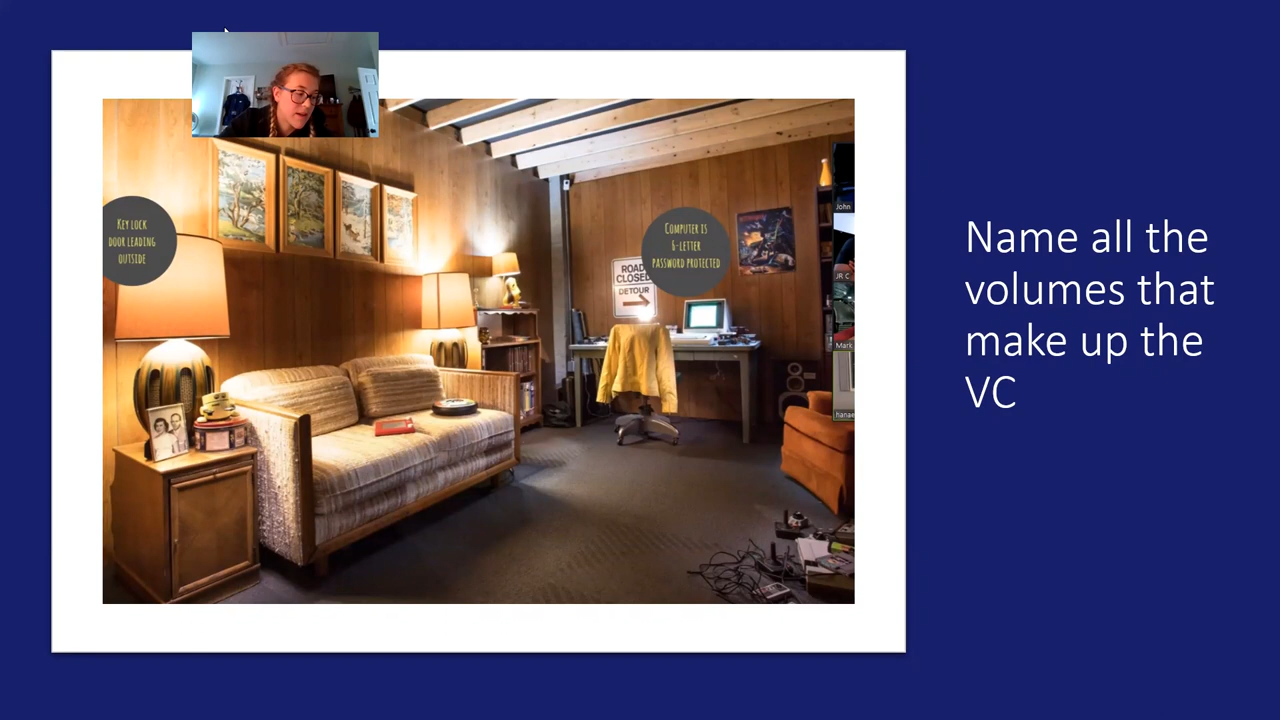 KEY LOCK
DOOR LEADING
OUTSIDE
COMPUTER IS
6-LETTER
PASSWORD PROTECTED
ROAD
CLOSED
DETOUR
John
JR C
Mark
hanae
Name all the
volumes that
make up the
VC